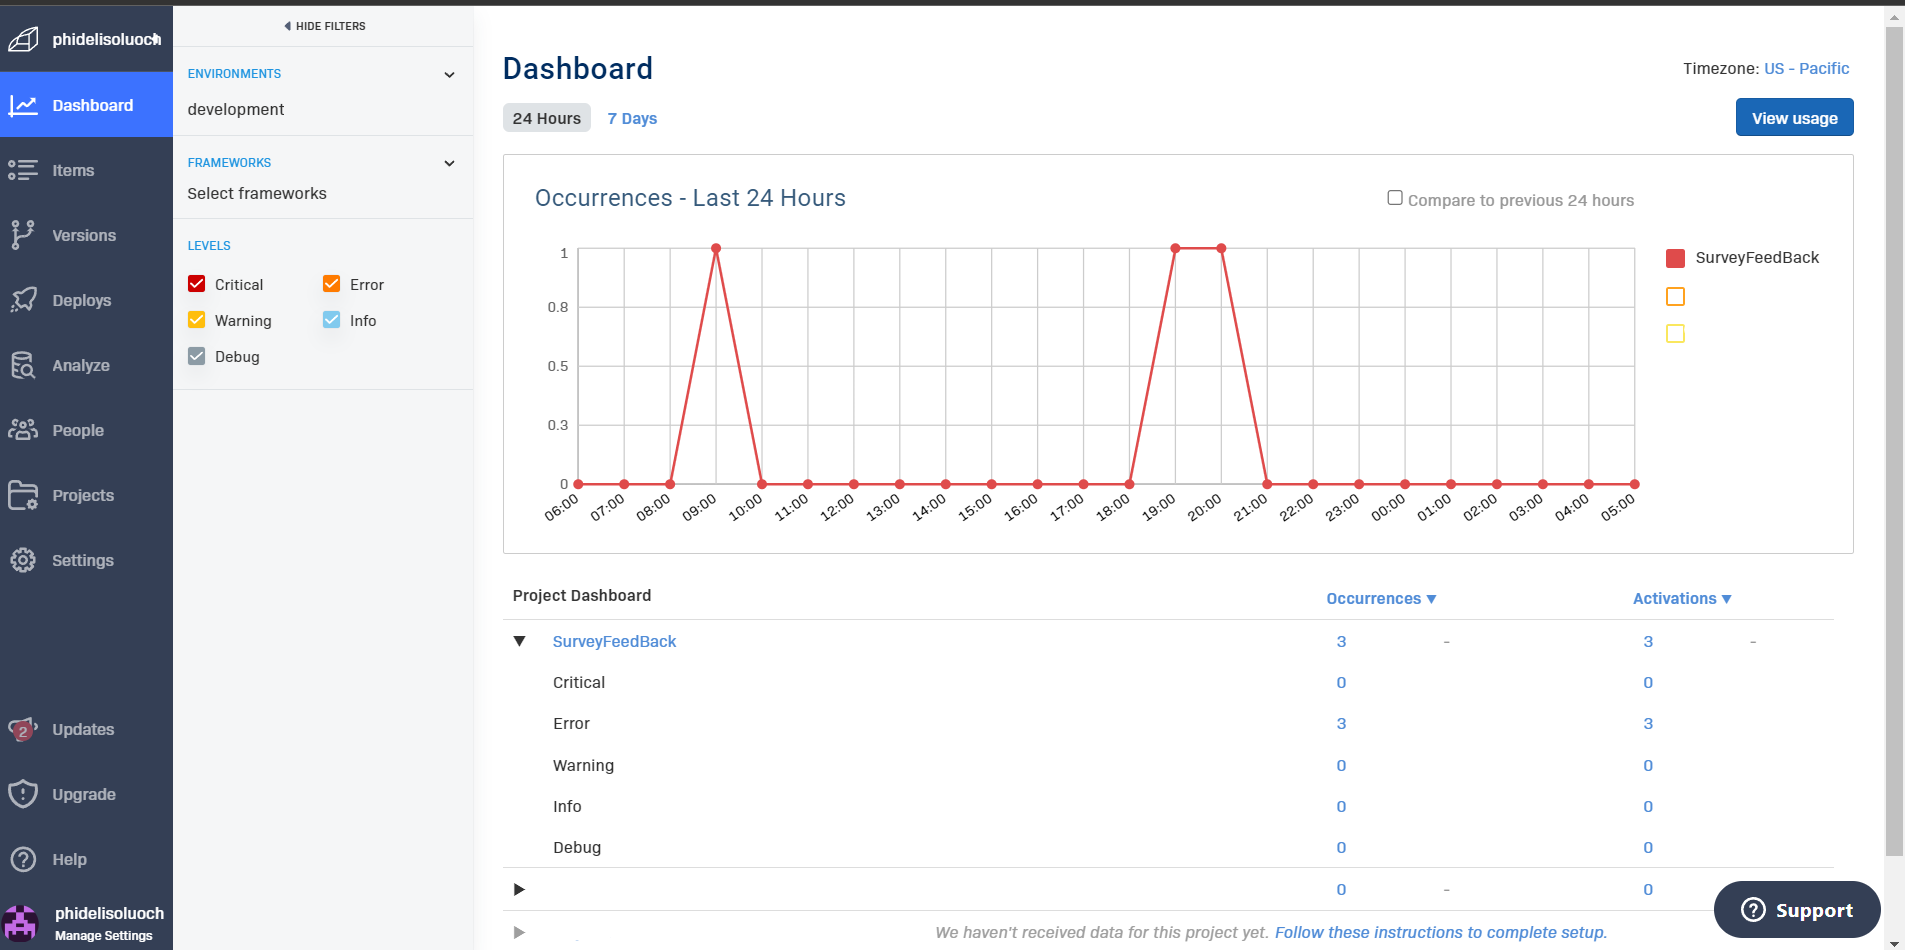 phidelisoluoch
Dashboard
Items
Versions
Deploys
Analyze
People
Projects
Settings
2
Updates
Upgrade
Help
phidelisoluoch
Manage Settings
HIDE FILTERS
ENVIRONMENTS
development
FRAMEWORKS
Select frameworks
LEVELS
Critical Error
Warning Info
Debug
Dashboard
Timezone: US - Pacific
24 Hours 7 Days
View usage
Occurrences - Last 24 Hours
Compare to previous 24 hours
1
0.8
0.5
0.3
0
06:00 07:00 08:00 09:00 10:00 11:00 12:00 13:00 14:00 15:00 16:00 17:00 18:00 19:00 20:00 21:00 22:00 23:00 00:00 01:00 02:00 03:00 04:00 05:00
SurveyFeedBack
Project Dashboard Occurrences Activations
SurveyFeedBack 3 - 3 -
Critical 0 0
Error 3 3
Warning 0 0
Info 0 0
Debug 0 0
0 - 0
We haven't received data for this project yet. Follow these instructions to complete setup.
Support